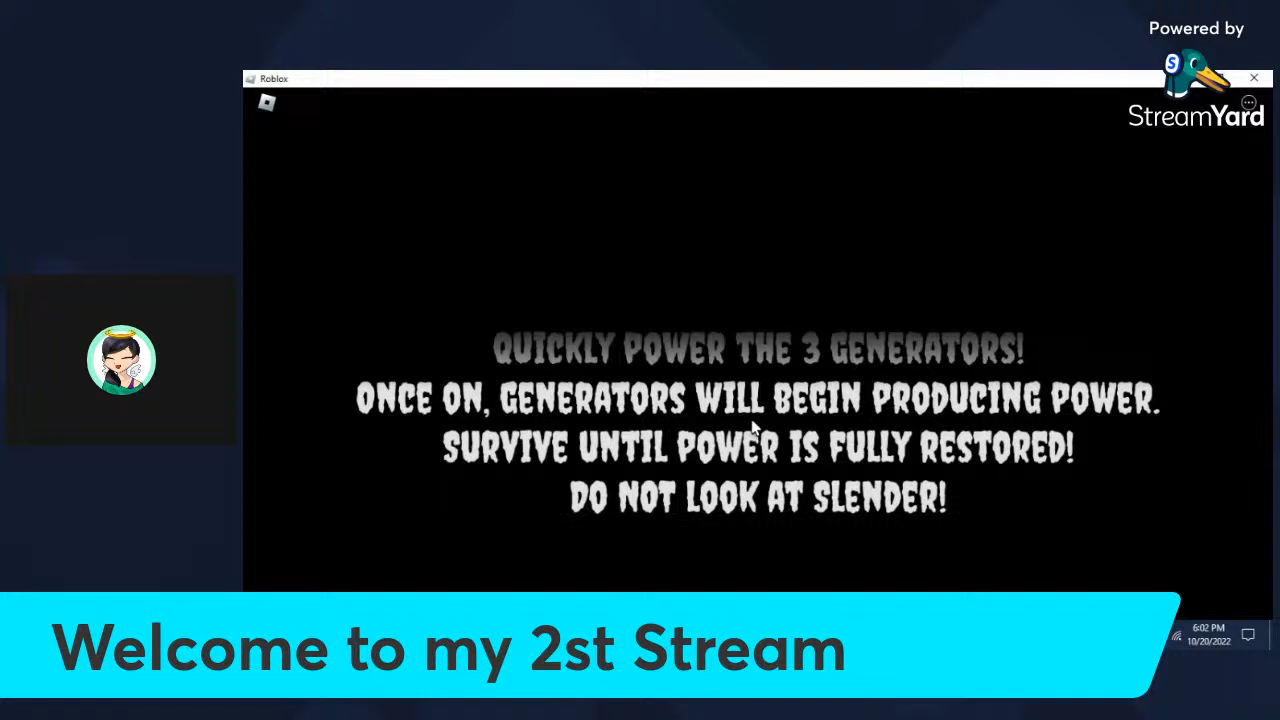 Powered by
StreamYard
Roblox
QUICKLY POWER THE 3 GENERATORS!
ONCE ON, GENERATORS WILL BEGIN PRODUCING POWER.
SURVIVE UNTIL POWER IS FULLY RESTORED!
DO NOT LOOK AT SLENDER!
6:02 PM
10/20/2022
Welcome to my 2st Stream